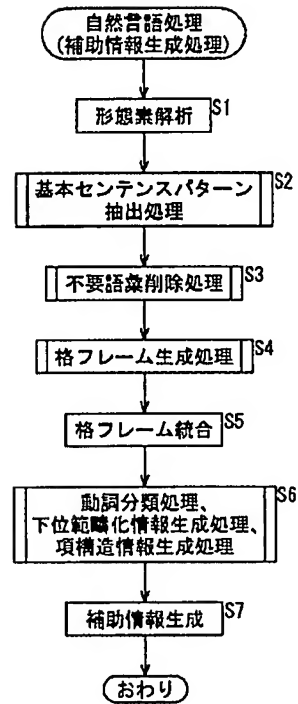 自然言語処理
(補助情報生成処理)
形態素解析
S1
基本センテンスパターン
抽出処理
S2
不要語彙削除処理
S3
格フレーム生成処理
S4
格フレーム統合
S5
動詞分類処理、
下位範疇化情報生成処理、
項構造情報生成処理
S6
補助情報生成
S7
おわり